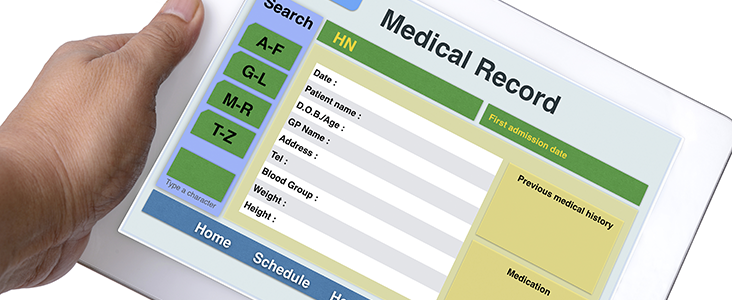 Medical Record
Search
A-F
G-L
M-R
T-Z
Type a character
HN
First admission date
Date :
Patient name :
D.O.B./Age :
GP Name :
Address :
Tel :
Blood Group :
Weight :
Height :
Previous medical history
Medication
Home
Schedule